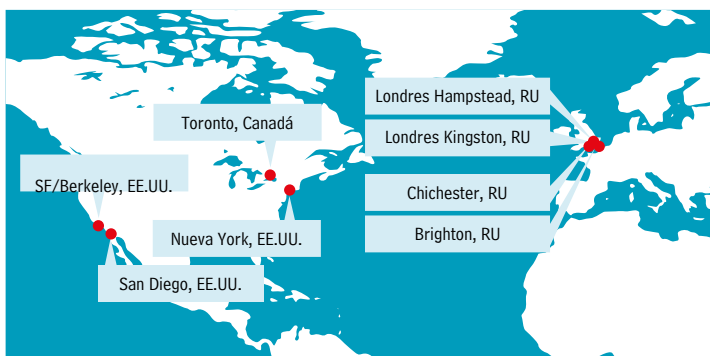 Londres Hampstead, RU
Toronto, Canadá
Londres Kingston, RU
SF/Berkeley, EE.UU.
Chichester, RU
Nueva York, EE.UU.
Brighton, RU
San Diego, EE.UU.